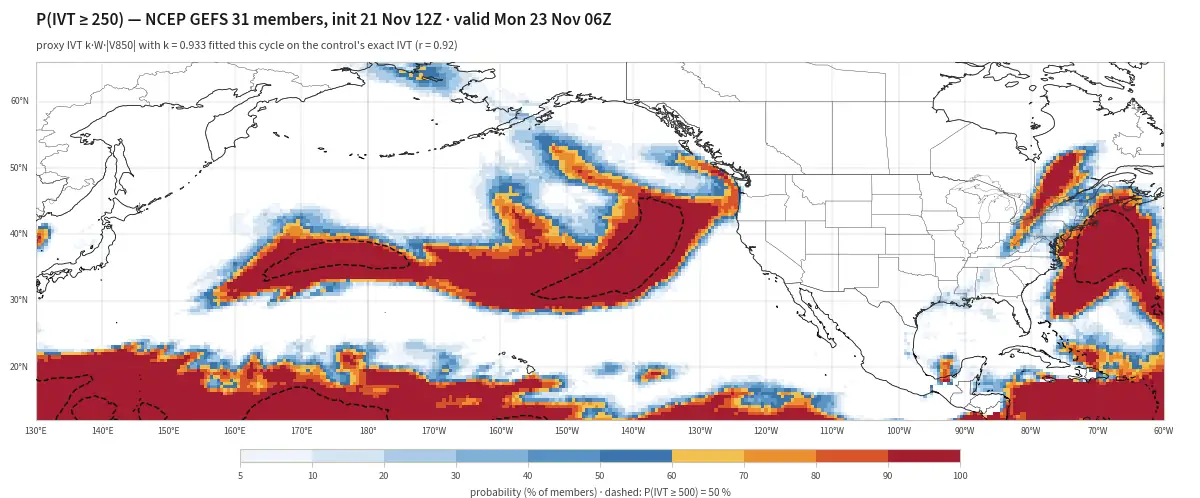 P(IVT ≥ 250) — NCEP GEFS 31 members, init 21 Nov 12Z · valid Mon 23 Nov 06Z
proxy IVT k·W·|V850| with k = 0.933 fitted this cycle on the control's exact IVT (r = 0.92)
60°N
50°N
40°N
30°N
20°N
130°E 140°E 150°E 160°E 170°E 180° 170°W 160°W 150°W 140°W 130°W 120°W 110°W 100°W 90°W 80°W 70°W 60°W
5 10 20 30 40 50 60 70 80 90 100
probability (% of members) · dashed: P(IVT ≥ 500) = 50 %